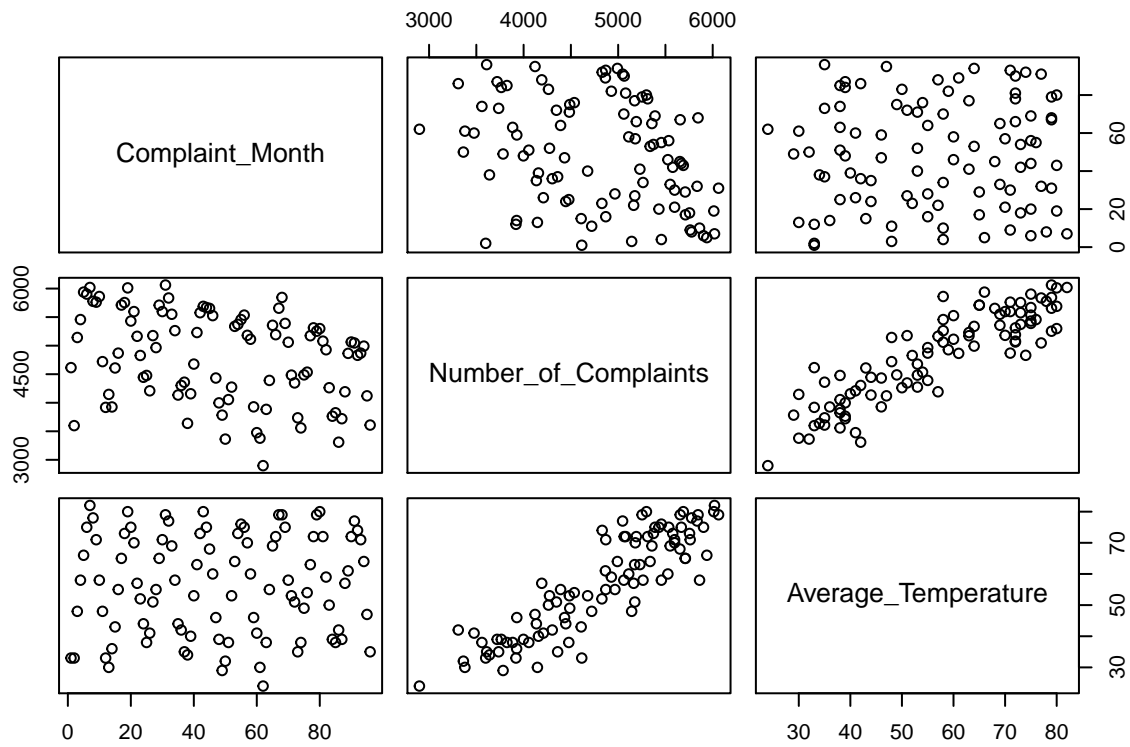 3000 4000 5000 6000
Complaint_Month
0 20 60
3000 4500 6000
Number_of_Complaints
Average_Temperature
30 50 70
0 20 40 60 80
30 40 50 60 70 80